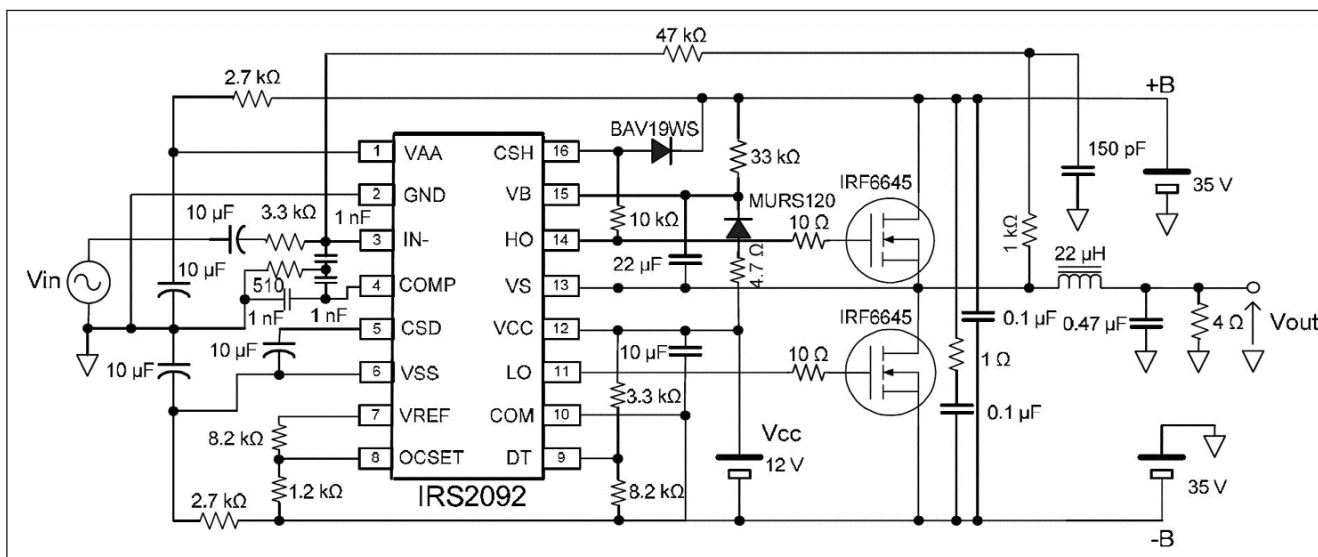 47 kΩ
2.7 kΩ
+B
BAV19WS
1 VAA
CSH 16
33 kΩ
IRF6645
150 pF
35 V
2 GND
VB 15
MURS120
10 µF
3.3 kΩ
1 nF
10 kΩ
10 Ω
1 kΩ
3 IN-
HO 14
22 µH
Vin
10 µF
510
22 µF
4.7 Ω
4 COMP
VS 13
1 nF
1 nF
IRF6645
5 CSD
VCC 12
0.1 µF
0.47 µF
4 Ω
Vout
10 µF
10 µF
10 µF
10 Ω
1 Ω
6 VSS
LO 11
3.3 kΩ
7 VREF
COM 10
0.1 µF
8.2 kΩ
Vcc
8 OCSET
DT 9
12 V
1.2 kΩ
8.2 kΩ
35 V
IRS2092
2.7 kΩ
-B